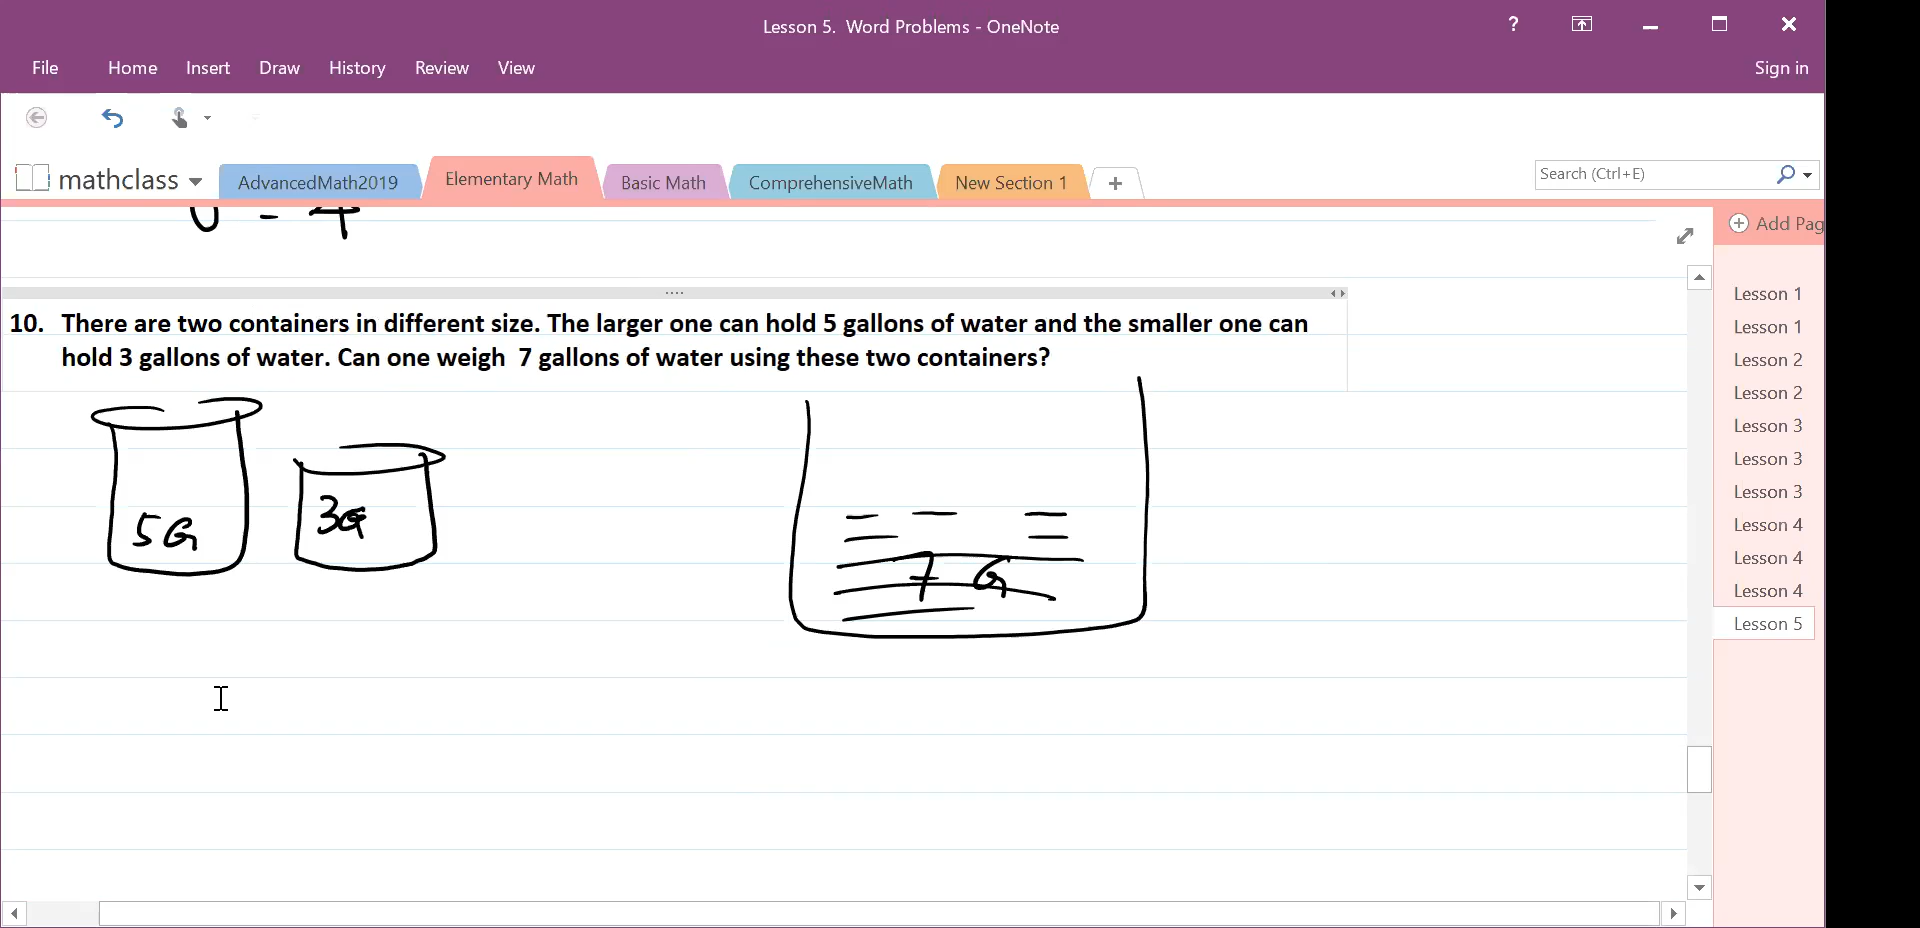 Lesson 5. Word Problems - OneNote
?
File Home Insert Draw History Review View Sign in
mathclass AdvancedMath2019 Elementary Math Basic Math ComprehensiveMath New Section 1 +
Search (Ctrl+E)
Add Pag
10. There are two containers in different size. The larger one can hold 5 gallons of water and the smaller one can
hold 3 gallons of water. Can one weigh 7 gallons of water using these two containers?
5G
3G
7 G
Lesson 1
Lesson 1
Lesson 2
Lesson 2
Lesson 3
Lesson 3
Lesson 3
Lesson 4
Lesson 4
Lesson 4
Lesson 5